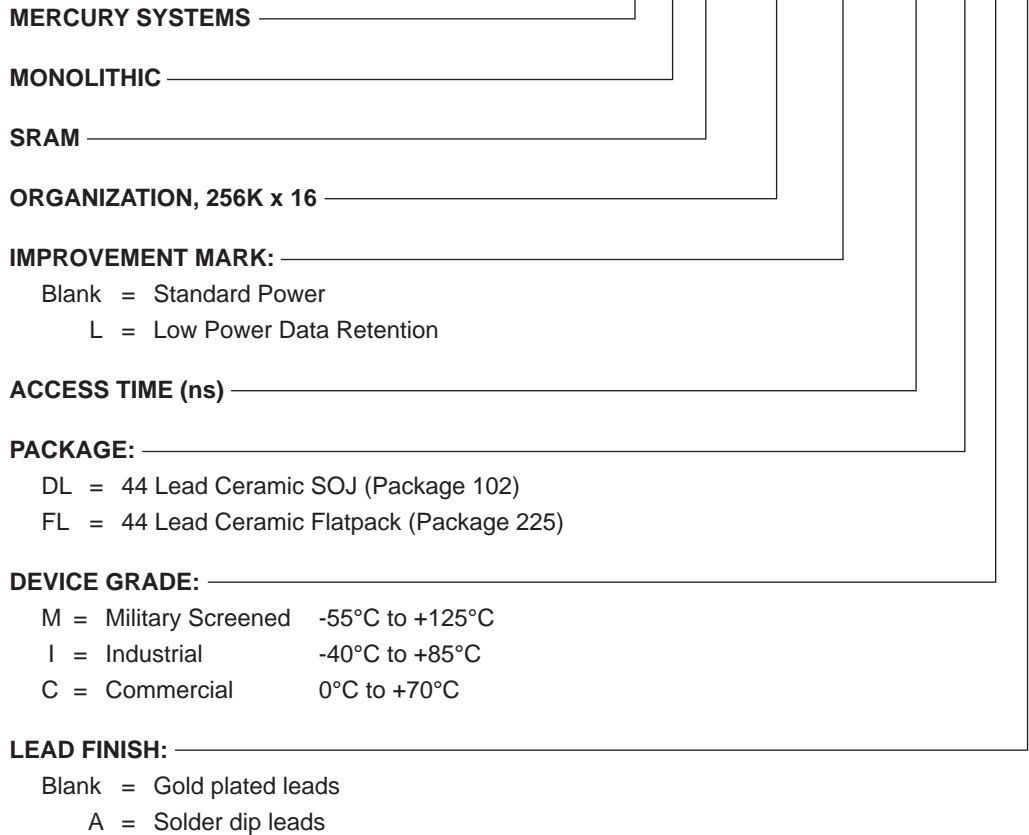 MERCURY SYSTEMS
MONOLITHIC
SRAM
ORGANIZATION, 256K x 16
IMPROVEMENT MARK:
Blank = Standard Power
L = Low Power Data Retention
ACCESS TIME (ns)
PACKAGE:
DL = 44 Lead Ceramic SOJ (Package 102)
FL = 44 Lead Ceramic Flatpack (Package 225)
DEVICE GRADE:
M = Military Screened -55°C to +125°C
I = Industrial -40°C to +85°C
C = Commercial 0°C to +70°C
LEAD FINISH:
Blank = Gold plated leads
A = Solder dip leads